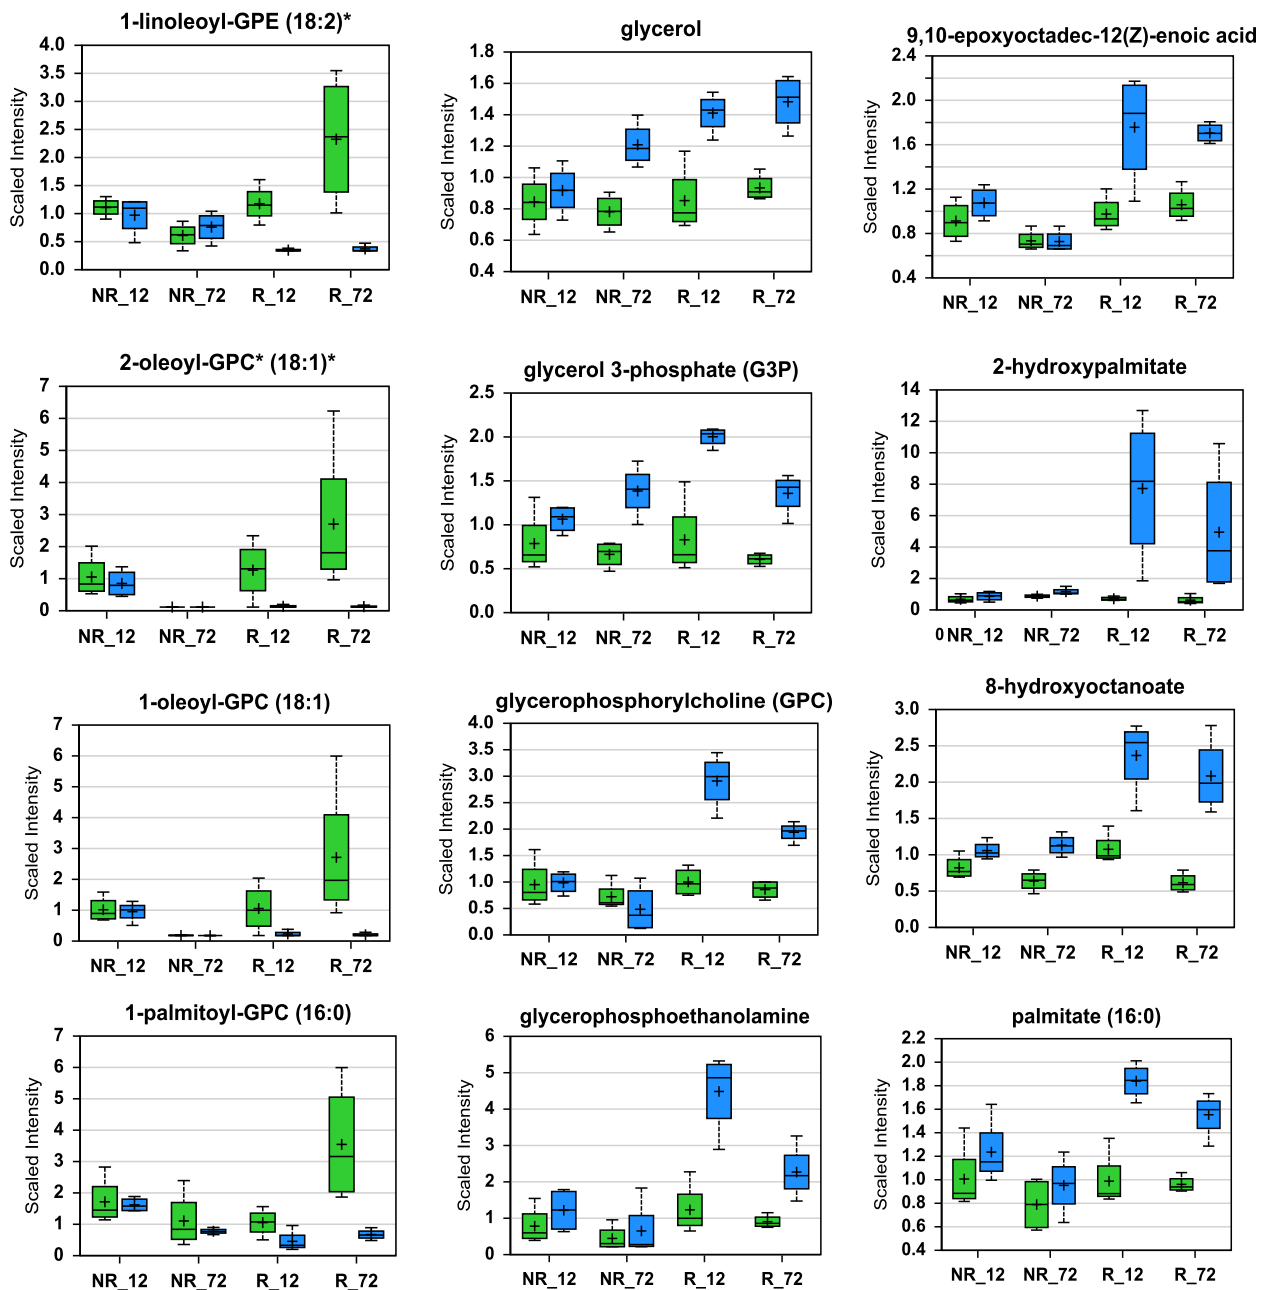 1-linoleoyl-GPE (18:2)*
Scaled Intensity
4.0
3.5
3.0
2.5
2.0
1.5
1.0
0.5
0.0
NR_12 NR_72 R_12 R_72
glycerol
Scaled Intensity
1.8
1.6
1.4
1.2
1.0
0.8
0.6
0.4
NR_12 NR_72 R_12 R_72
9,10-epoxyoctadec-12(Z)-enoic acid
Scaled Intensity
2.4
2.0
1.6
1.2
0.8
0.4
NR_12 NR_72 R_12 R_72
2-oleoyl-GPC* (18:1)*
Scaled Intensity
7
6
5
4
3
2
1
0
NR_12 NR_72 R_12 R_72
glycerol 3-phosphate (G3P)
Scaled Intensity
2.5
2.0
1.5
1.0
0.5
0.0
NR_12 NR_72 R_12 R_72
2-hydroxypalmitate
Scaled Intensity
14
12
10
8
6
4
2
0
NR_12 NR_72 R_12 R_72
1-oleoyl-GPC (18:1)
Scaled Intensity
7
6
5
4
3
2
1
0
NR_12 NR_72 R_12 R_72
glycerophosphorylcholine (GPC)
Scaled Intensity
4.0
3.5
3.0
2.5
2.0
1.5
1.0
0.5
0.0
NR_12 NR_72 R_12 R_72
8-hydroxyoctanoate
Scaled Intensity
3.0
2.5
2.0
1.5
1.0
0.5
0.0
NR_12 NR_72 R_12 R_72
1-palmitoyl-GPC (16:0)
Scaled Intensity
7
6
5
4
3
2
1
0
NR_12 NR_72 R_12 R_72
glycerophosphoethanolamine
Scaled Intensity
6
5
4
3
2
1
0
NR_12 NR_72 R_12 R_72
palmitate (16:0)
Scaled Intensity
2.2
2.0
1.8
1.6
1.4
1.2
1.0
0.8
0.6
0.4
NR_12 NR_72 R_12 R_72